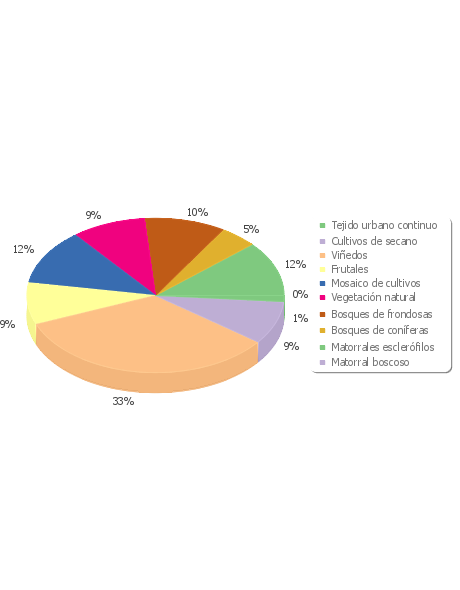 10%
9%
5%
12%
12%
0%
1%
9%
9%
33%
Tejido urbano continuo
Cultivos de secano
Viñedos
Frutales
Mosaico de cultivos
Vegetación natural
Bosques de frondosas
Bosques de coníferas
Matorrales esclerófilos
Matorral boscoso